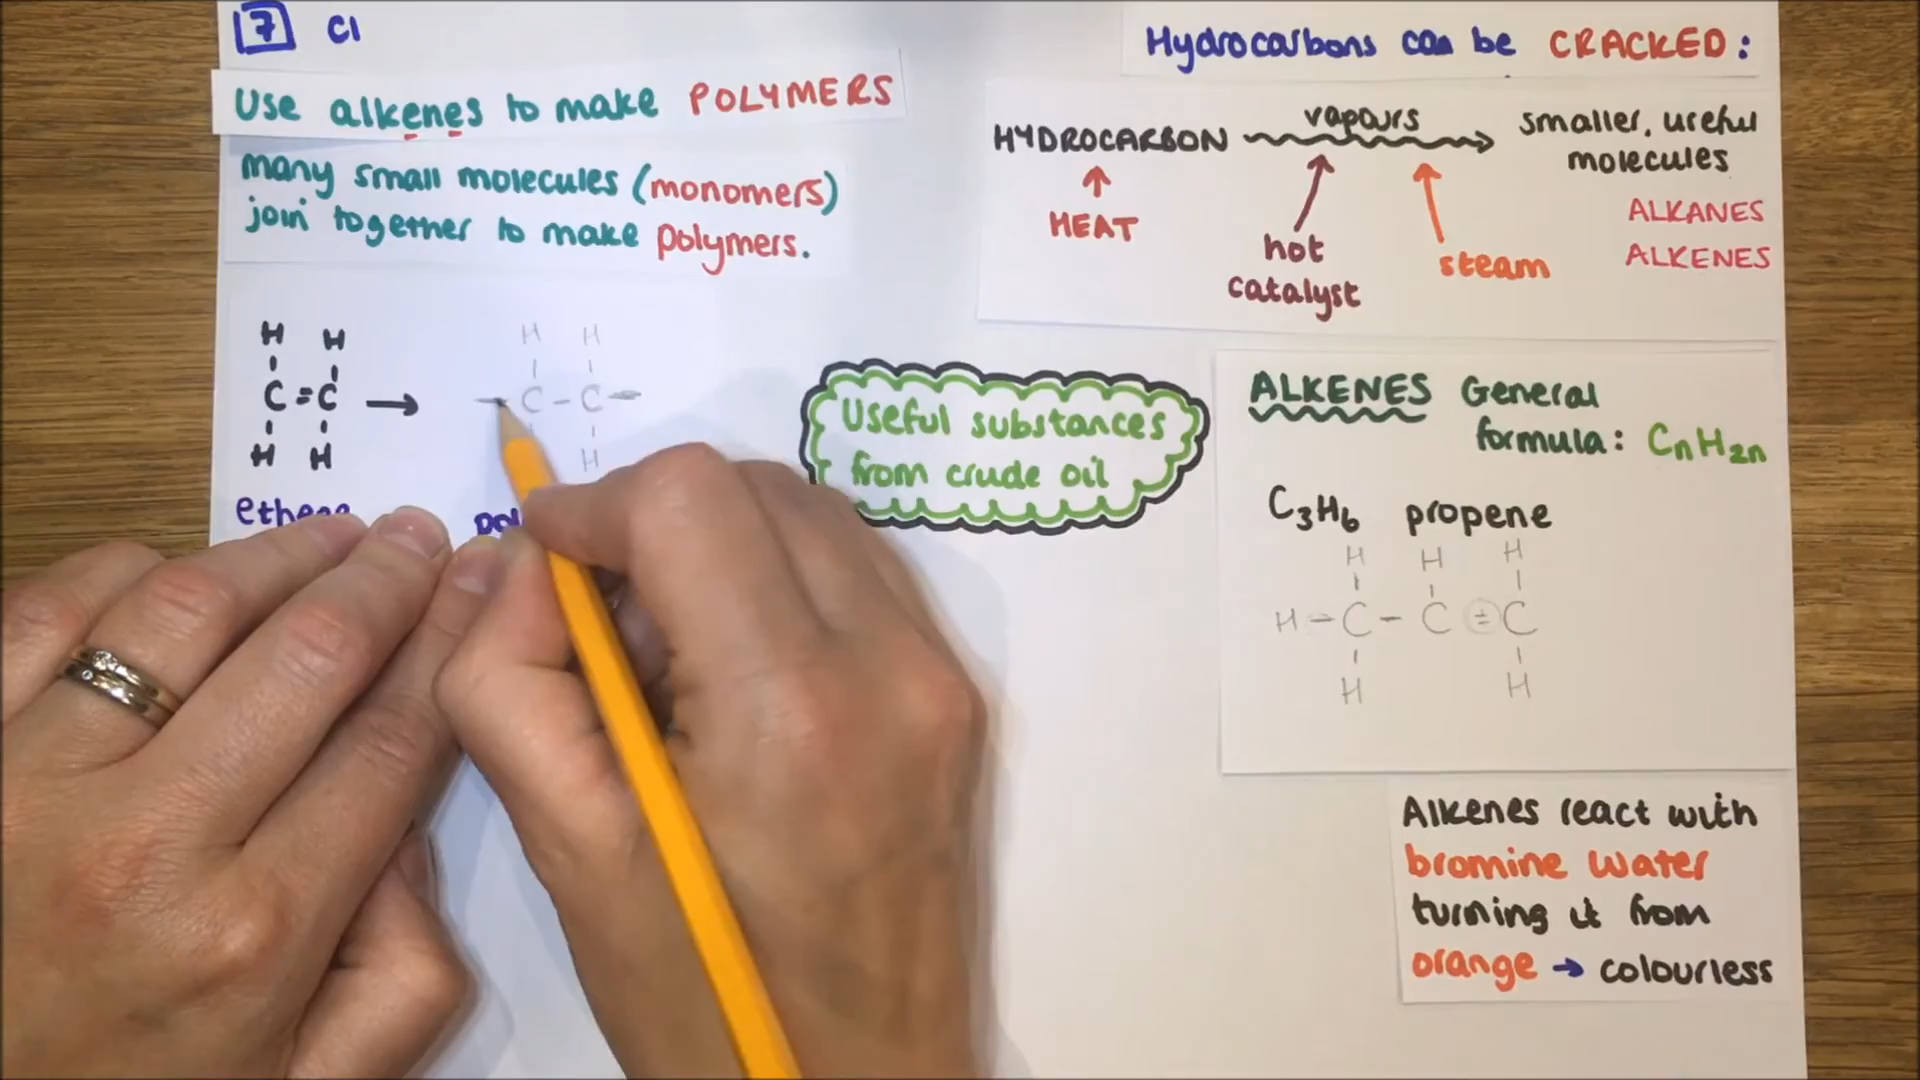 7 C1
Use alkenes to make POLYMERS
many small molecules (monomers)
join together to make polymers.
H H
C=C → -C-C-
H H H
Hydrocarbons can be CRACKED:
HYDROCARBON vapours → smaller, useful
molecules
HEAT
hot
catalyst
steam
ALKANES
ALKENES
Useful substances
from crude oil
ALKENES General
formula: CnH2n
C3H6 propene
H H H
H-C-C=C
H H
Alkenes react with
bromine water
turning it from
orange → colourless